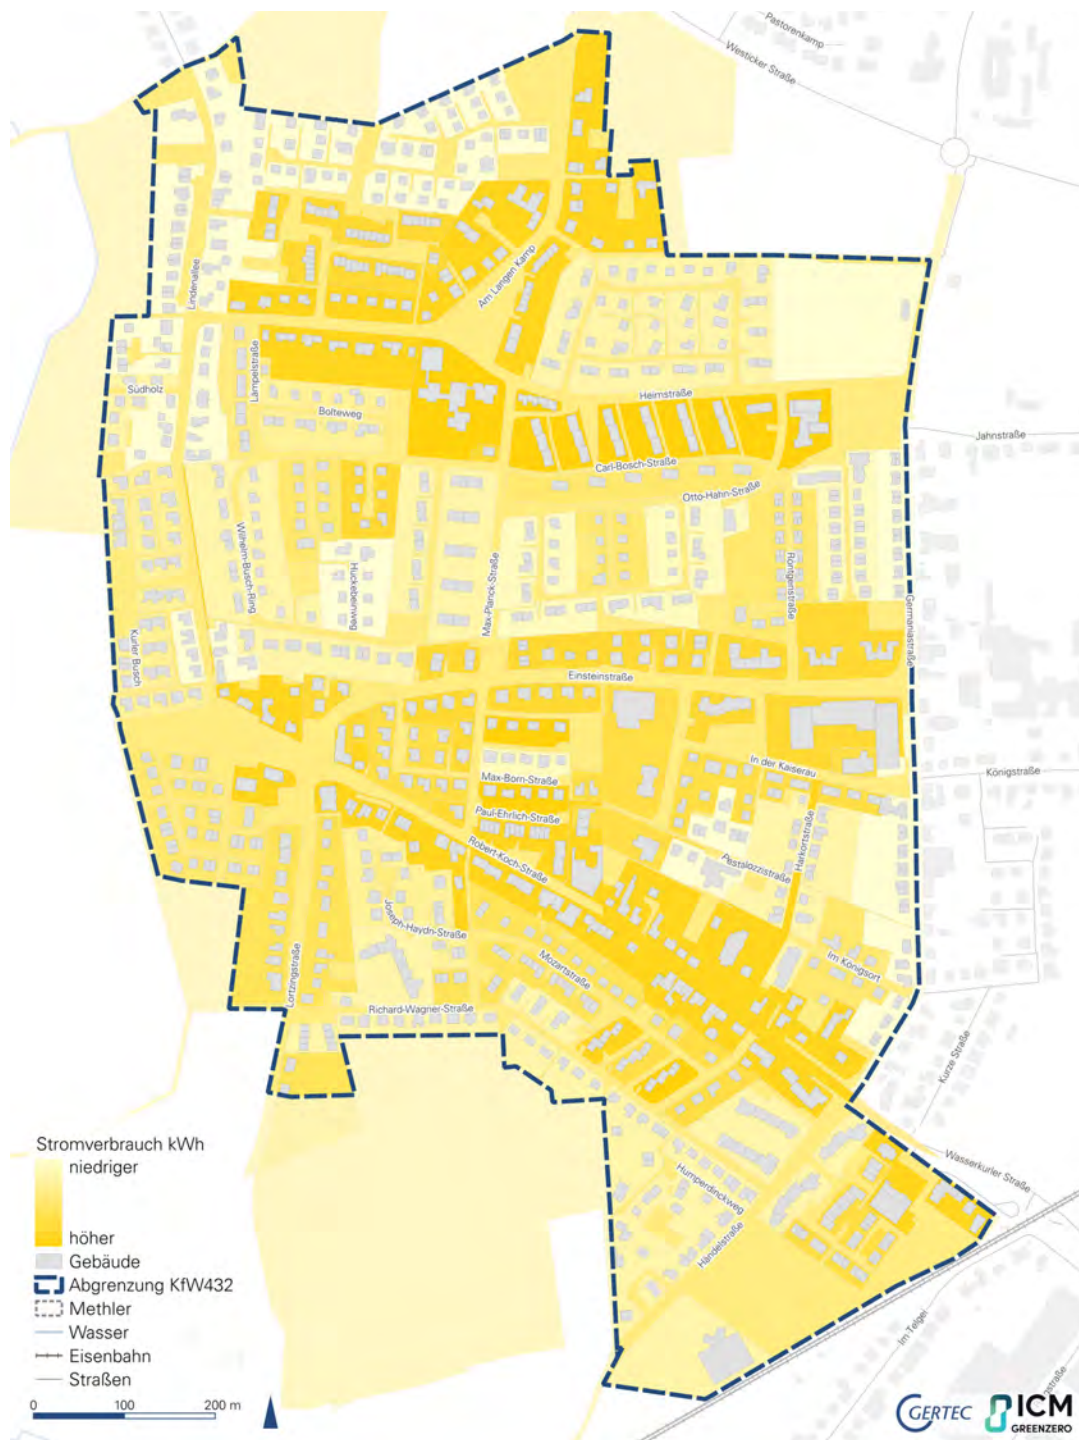 Pastorenkamp
Westicker Straße
Lindenallee
Am Langen Kamp
Lämpelstraße
Südholz
Bolteweg
Heimstraße
Jahnstraße
Carl-Bosch-Straße
Otto-Hahn-Straße
Wilhelm-Busch-Ring
Huckebeinweg
Max-Planck-Straße
Röntgenstraße
Germaniastraße
Kurler Busch
Einsteinstraße
In der Kaiserau
Königstraße
Max-Born-Straße
Paul-Ehrlich-Straße
Robert-Koch-Straße
Pestalozzistraße
Harkortstraße
Joseph-Haydn-Straße
Mozartstraße
Im Königsort
Lortzingstraße
Richard-Wagner-Straße
Kurze Straße
Wasserkurler Straße
Humperdinckweg
Händelstraße
Im Telgei
Stromverbrauch kWh
niedriger
höher
Gebäude
Abgrenzung KfW432
Methler
Wasser
Eisenbahn
Straßen
0 100 200 m
GERTEC
ICM
GREENZERO